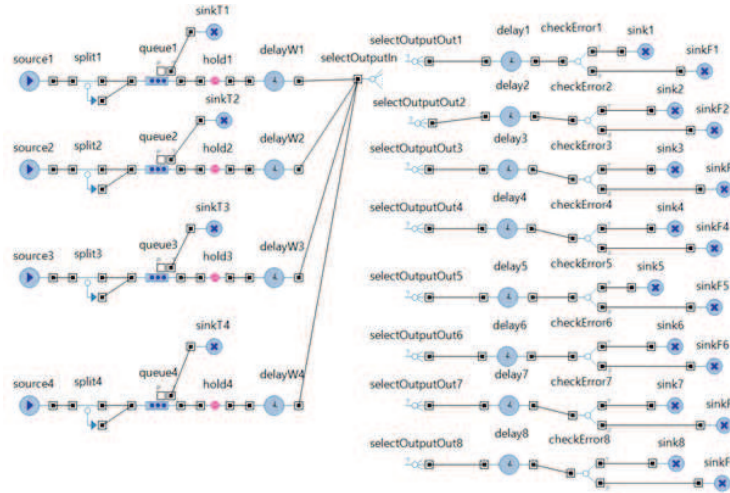 sinkT1
source1 split1 queue1 hold1 delayW1 selectOutputIn
sinkT2
source2 split2 queue2 hold2 delayW2
sinkT3
source3 split3 queue3 hold3 delayW3
sinkT4
source4 split4 queue4 hold4 delayW4
selectOutputOut1 delay1 checkError1 sink1
sinkF1
selectOutputOut2 delay2 checkError2 sink2
sinkF2
selectOutputOut3 delay3 checkError3 sink3
sinkF
selectOutputOut4 delay4 checkError4 sink4
sinkF4
selectOutputOut5 delay5 checkError5 sink5
sinkF5
selectOutputOut6 delay6 checkError6 sink6
sinkF6
selectOutputOut7 delay7 checkError7 sink7
sinkF
selectOutputOut8 delay8 checkError8 sink8
sinkF